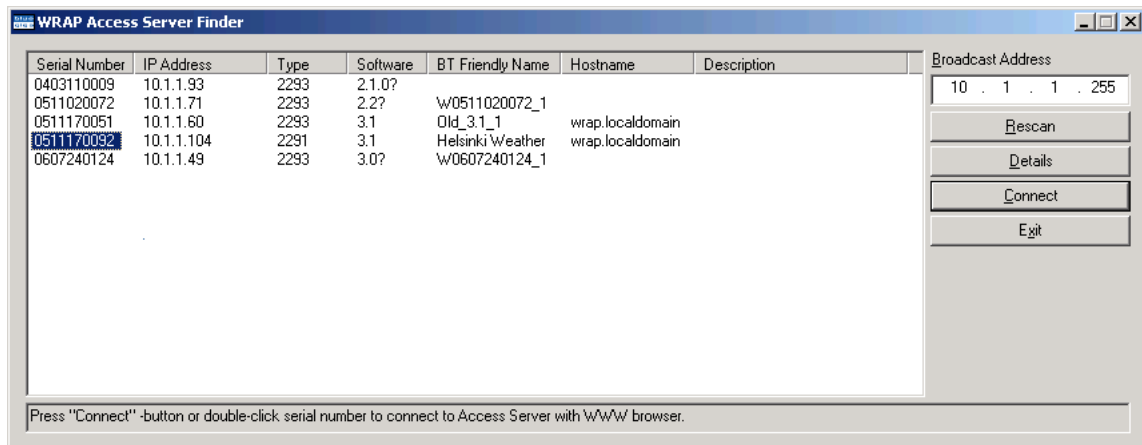 WRAP Access Server Finder
Serial Number IP Address Type Software BT Friendly Name Hostname Description
0403110009 10.1.1.93 2293 2.1.0?
0511020072 10.1.1.71 2293 2.2? W0511020072_1
0511170051 10.1.1.60 2293 3.1 Old_3.1_1 wrap.localdomain
0511170092 10.1.1.104 2291 3.1 Helsinki Weather wrap.localdomain
0607240124 10.1.1.49 2293 3.0? W0607240124_1
Broadcast Address
10 . 1 . 1 . 255
Rescan
Details
Connect
Exit
Press "Connect" -button or double-click serial number to connect to Access Server with WWW browser.